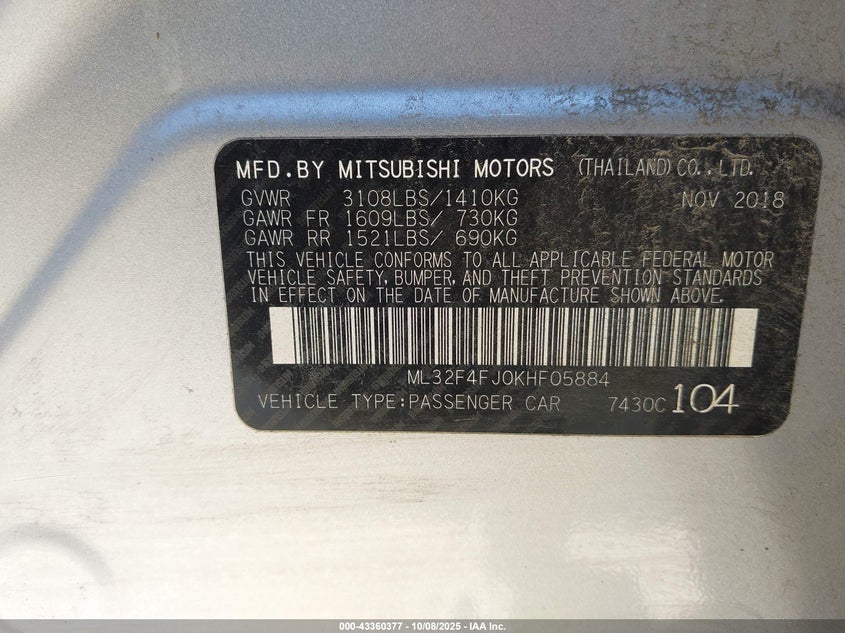 MFD.BY MITSUBISHI MOTORS (THAILAND) CO., LTD.
GVWR 3108LBS/1410KG NOV 2018
GAWR FR 1609LBS/ 730KG
GAWR RR 1521LBS/ 690KG
THIS VEHICLE CONFORMS TO ALL APPLICABLE FEDERAL MOTOR
VEHICLE SAFETY, BUMPER, AND THEFT PREVENTION STANDARDS
IN EFFECT ON THE DATE OF MANUFACTURE SHOWN ABOVE.
ML32F4FJ0KHF05884
VEHICLE TYPE:PASSENGER CAR 7430C 104
000-43360377 - 10/08/2025 - IAA Inc.